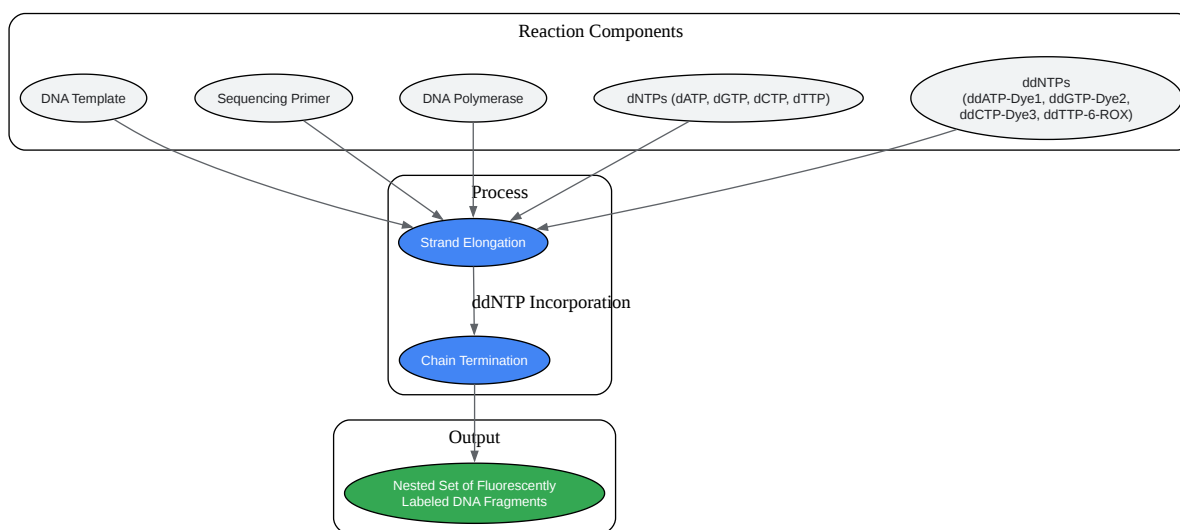 Reaction Components
DNA Template
Sequencing Primer
DNA Polymerase
dNTPs (dATP, dGTP, dCTP, dTTP)
ddNTPs
(ddATP-Dye1, ddGTP-Dye2,
ddCTP-Dye3, ddTTP-6-ROX)
Process
Strand Elongation
ddNTP Incorporation
Chain Termination
Output
Nested Set of Fluorescently
Labeled DNA Fragments